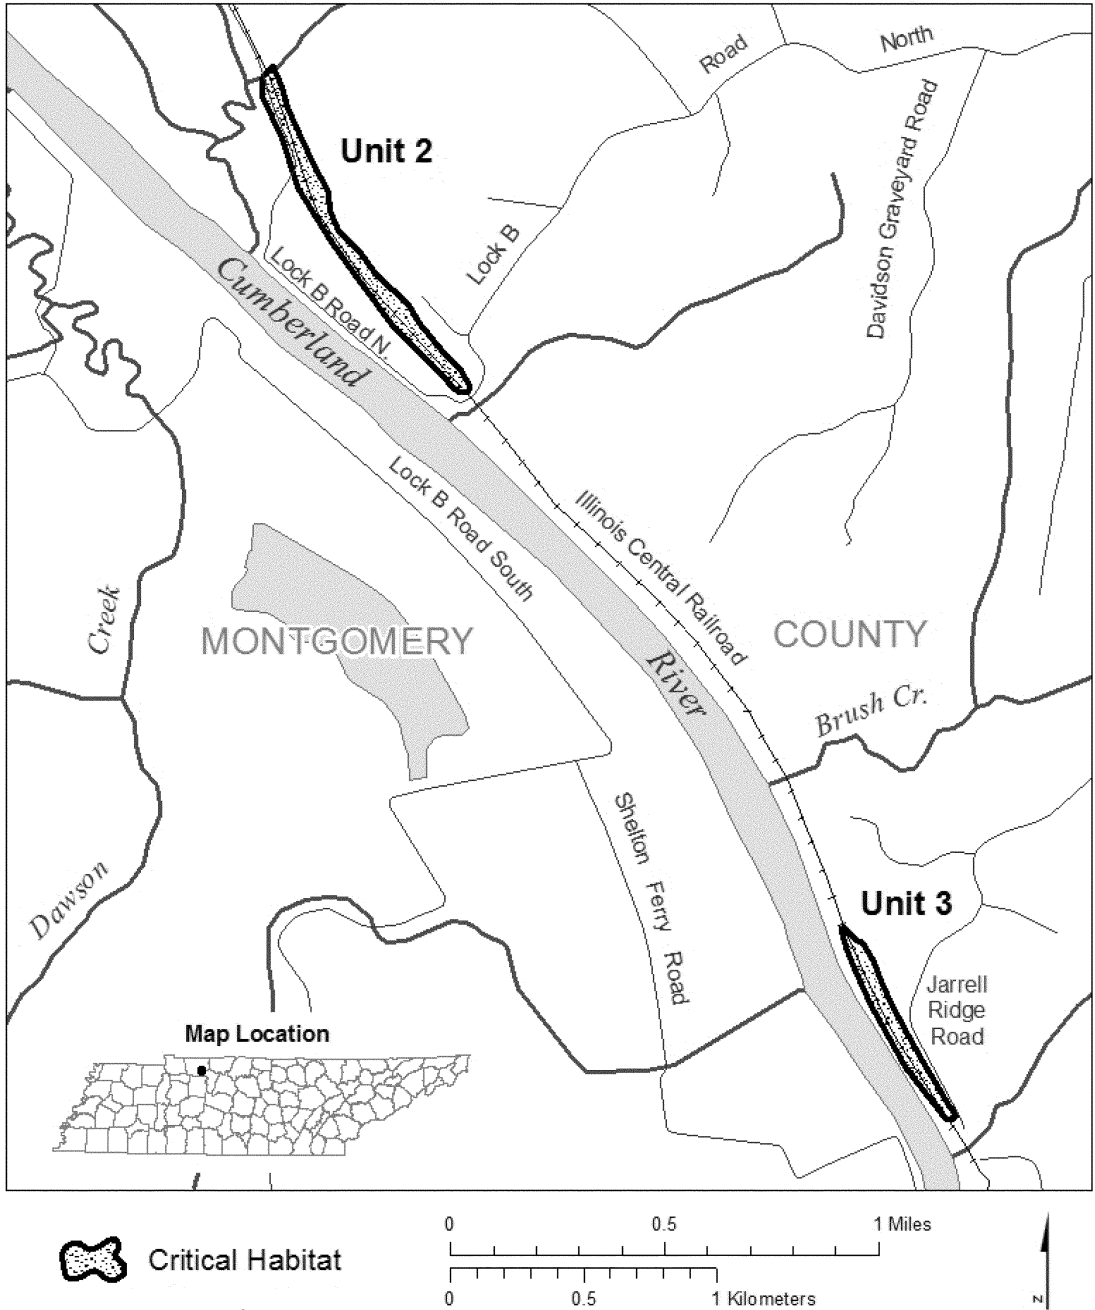 North
Road
Davidson Graveyard Road
Unit 2
Lock B
Lock B Road N.
Cumberland
Lock B Road South
Illinois Central Railroad
Creek
MONTGOMERY
COUNTY
River
Brush Cr.
Shelton Ferry Road
Dawson
Unit 3
Jarrell
Ridge
Road
Map Location
Critical Habitat
0 0.5 1 Miles
0 0.5 1 Kilometers
N